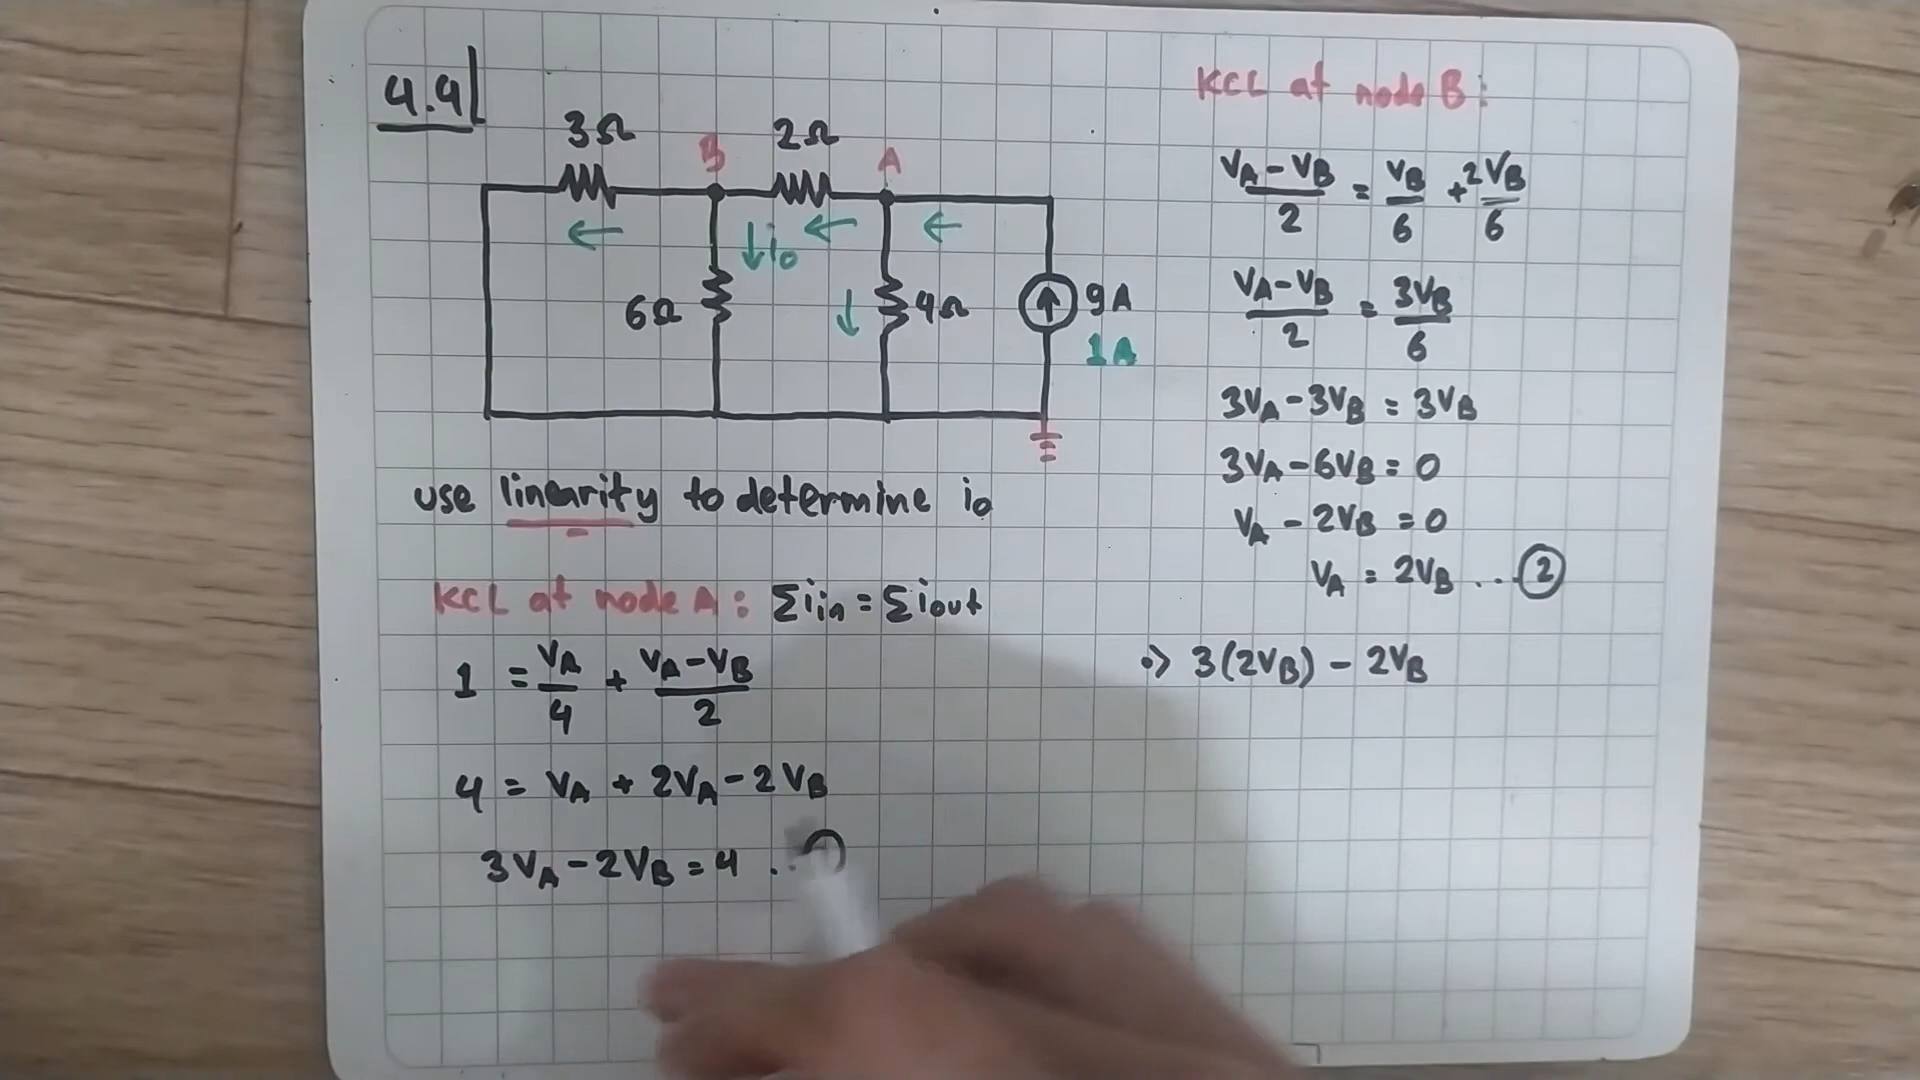 4.4
3Ω
B
2Ω
A
i₀
6Ω
4Ω
9A
1A
use linearity to determine i₀
KCL at node A: Σiin = Σiout
1 = VA/4 + (VA-VB)/2
4 = VA + 2VA - 2VB
3VA - 2VB = 4 ..
KCL at node B:
(VA-VB)/2 = VB/6 + 2VB/6
(VA-VB)/2 = 3VB/6
3VA - 3VB = 3VB
3VA - 6VB = 0
VA - 2VB = 0
VA = 2VB ... ②
•> 3(2VB) - 2VB